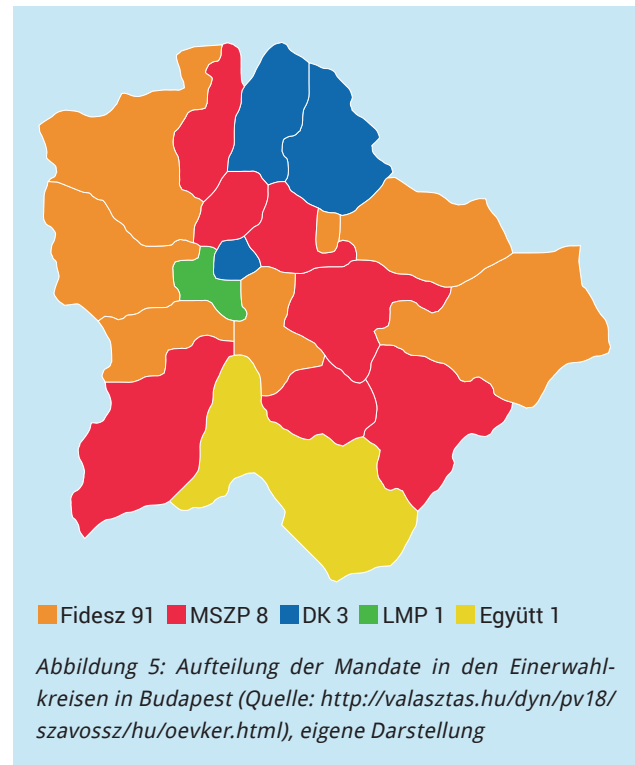 Fidesz 91 MSZP 8 DK 3 LMP 1 Együtt 1
Abbildung 5: Aufteilung der Mandate in den Einerwahl-
kreisen in Budapest (Quelle: http://valasztas.hu/dyn/pv18/
szavossz/hu/oevker.html), eigene Darstellung